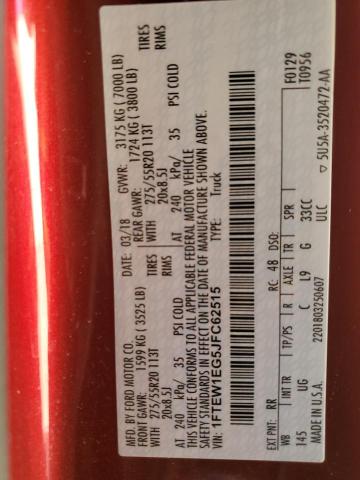 MFD. BY FORD MOTOR CO.
DATE: 03/18 GVWR: 3175 KG ( 7000 LB)
FRONT GAWR: 1599 KG ( 3525 LB) REAR GAWR: 1724 KG ( 3800 LB)
275/55R20 113T TIRES WITH 275/55R20 113T TIRES
WITH 20x8.5J RIMS 20x8.5J RIMS
AT 240 kPa/ 35 PSI COLD AT 240 kPa/ 35 PSI COLD
THIS VEHICLE CONFORMS TO ALL APPLICABLE FEDERAL MOTOR VEHICLE
SAFETY STANDARDS IN EFFECT ON THE DATE OF MANUFACTURE SHOWN ABOVE.
VIN: 1FTEW1EG5JFC62515 TYPE: Truck
F0129
T0956
EXT PNT: RR RC: 48 DSO:
WB INT TR TP/PS R AXLE TR SPR
145 UG C L9 G 33CC
ULC
▽ 5U5A-3520472-AA
MADE IN U.S.A. 2201803250607